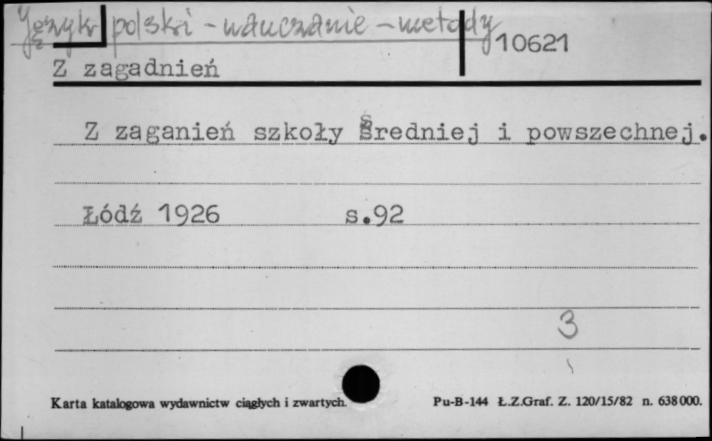 Język polski - nauczanie - metody
10621
Z zagadnień
Z zaganień szkoły średniej i powszechnej.
Łódź 1926 s.92
3
Karta katalogowa wydawnictw ciągłych i zwartych. Pu-B-144 Ł.Z.Graf. Z. 120/15/82 n. 638000.